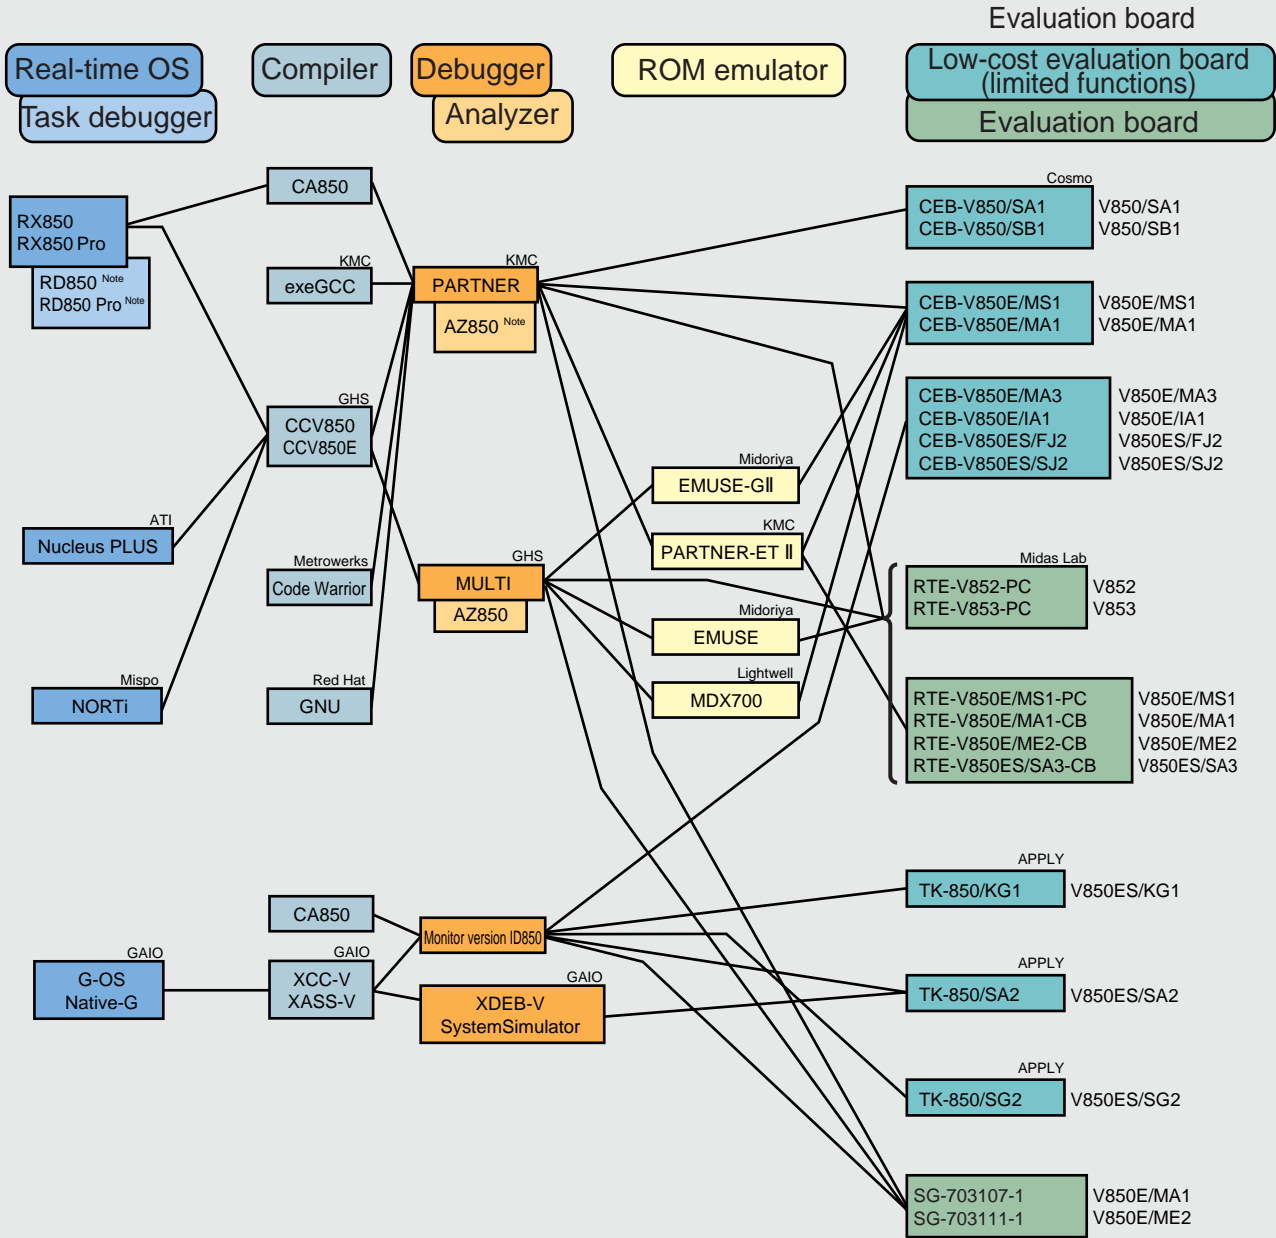 Evaluation board
Real-time OS
Task debugger
Compiler
Debugger
Analyzer
ROM emulator
Low-cost evaluation board
(limited functions)
Evaluation board
RX850
RX850 Pro
RD850 Note
RD850 Pro Note
ATI
Nucleus PLUS
Mispo
NORTi
GAIO
G-OS
Native-G
CA850
KMC
exeGCC
GHS
CCV850
CCV850E
Metrowerks
Code Warrior
Red Hat
GNU
CA850
GAIO
XCC-V
XASS-V
KMC
PARTNER
AZ850 Note
GHS
MULTI
AZ850
Monitor version ID850
GAIO
XDEB-V
SystemSimulator
Midoriya
EMUSE-GⅡ
KMC
PARTNER-ET Ⅱ
Midoriya
EMUSE
Lightwell
MDX700
Cosmo
CEB-V850/SA1 V850/SA1
CEB-V850/SB1 V850/SB1
CEB-V850E/MS1 V850E/MS1
CEB-V850E/MA1 V850E/MA1
CEB-V850E/MA3 V850E/MA3
CEB-V850E/IA1 V850E/IA1
CEB-V850ES/FJ2 V850ES/FJ2
CEB-V850ES/SJ2 V850ES/SJ2
Midas Lab
RTE-V852-PC V852
RTE-V853-PC V853
RTE-V850E/MS1-PC V850E/MS1
RTE-V850E/MA1-CB V850E/MA1
RTE-V850E/ME2-CB V850E/ME2
RTE-V850ES/SA3-CB V850ES/SA3
APPLY
TK-850/KG1 V850ES/KG1
APPLY
TK-850/SA2 V850ES/SA2
APPLY
TK-850/SG2 V850ES/SG2
SG-703107-1 V850E/MA1
SG-703111-1 V850E/ME2